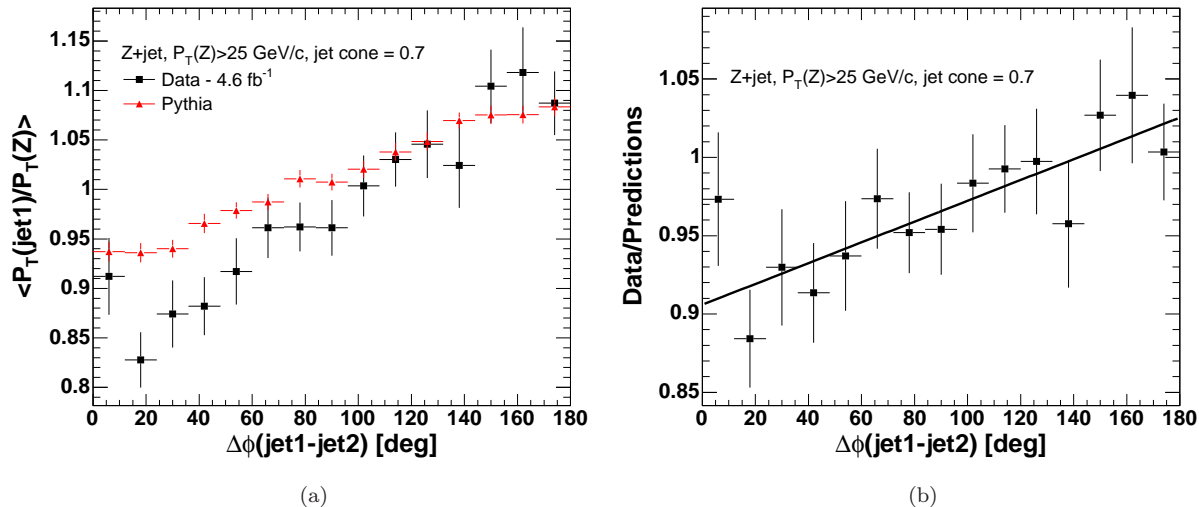 <P_T(jet1)/P_T(Z)>
1.15
1.1
1.05
1
0.95
0.9
0.85
0.8
Z+jet, P_T(Z)>25 GeV/c, jet cone = 0.7
Data - 4.6 fb⁻¹
Pythia
0 20 40 60 80 100 120 140 160 180
Δϕ(jet1-jet2) [deg]
(a)
Data/Predictions
1.05
1
0.95
0.9
0.85
Z+jet, P_T(Z)>25 GeV/c, jet cone = 0.7
0 20 40 60 80 100 120 140 160 180
Δϕ(jet1-jet2) [deg]
(b)